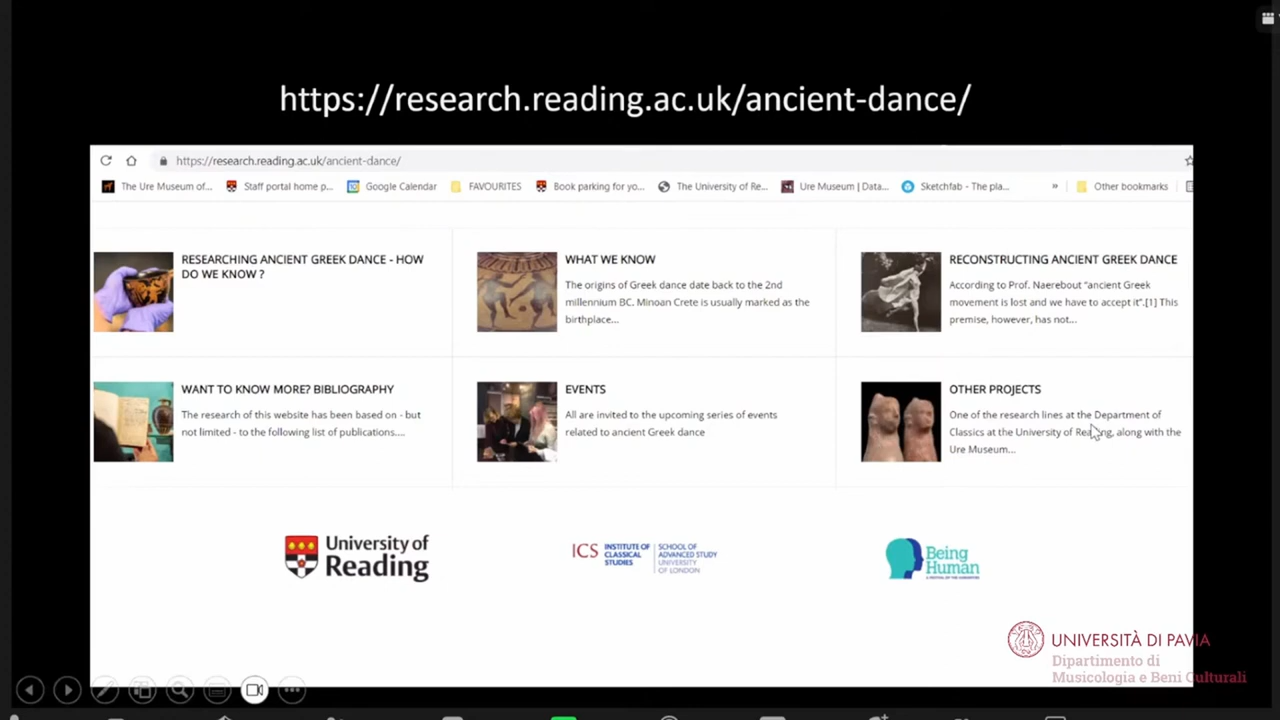 https://research.reading.ac.uk/ancient-dance/
https://research.reading.ac.uk/ancient-dance/
The Ure Museum of...
Staff portal home p...
Google Calendar
FAVOURITES
Book parking for yo...
The University of Re...
Ure Museum | Data...
Sketchfab - The pla...
»
Other bookmarks
RESEARCHING ANCIENT GREEK DANCE - HOW
DO WE KNOW ?
WHAT WE KNOW
The origins of Greek dance date back to the 2nd
millennium BC. Minoan Crete is usually marked as the
birthplace...
RECONSTRUCTING ANCIENT GREEK DANCE
According to Prof. Naerebout “ancient Greek
movement is lost and we have to accept it”.[1] This
premise, however, has not...
WANT TO KNOW MORE? BIBLIOGRAPHY
The research of this website has been based on - but
not limited - to the following list of publications....
EVENTS
All are invited to the upcoming series of events
related to ancient Greek dance
OTHER PROJECTS
One of the research lines at the Department of
Classics at the University of Reading, along with the
Ure Museum...
University of
Reading
ICS
INSTITUTE OF
CLASSICAL
STUDIES
SCHOOL OF
ADVANCED STUDY
UNIVERSITY
OF LONDON
Being
Human
A FESTIVAL OF THE HUMANITIES
UNIVERSITÀ DI PAVIA
Dipartimento di
Musicologia e Beni Culturali